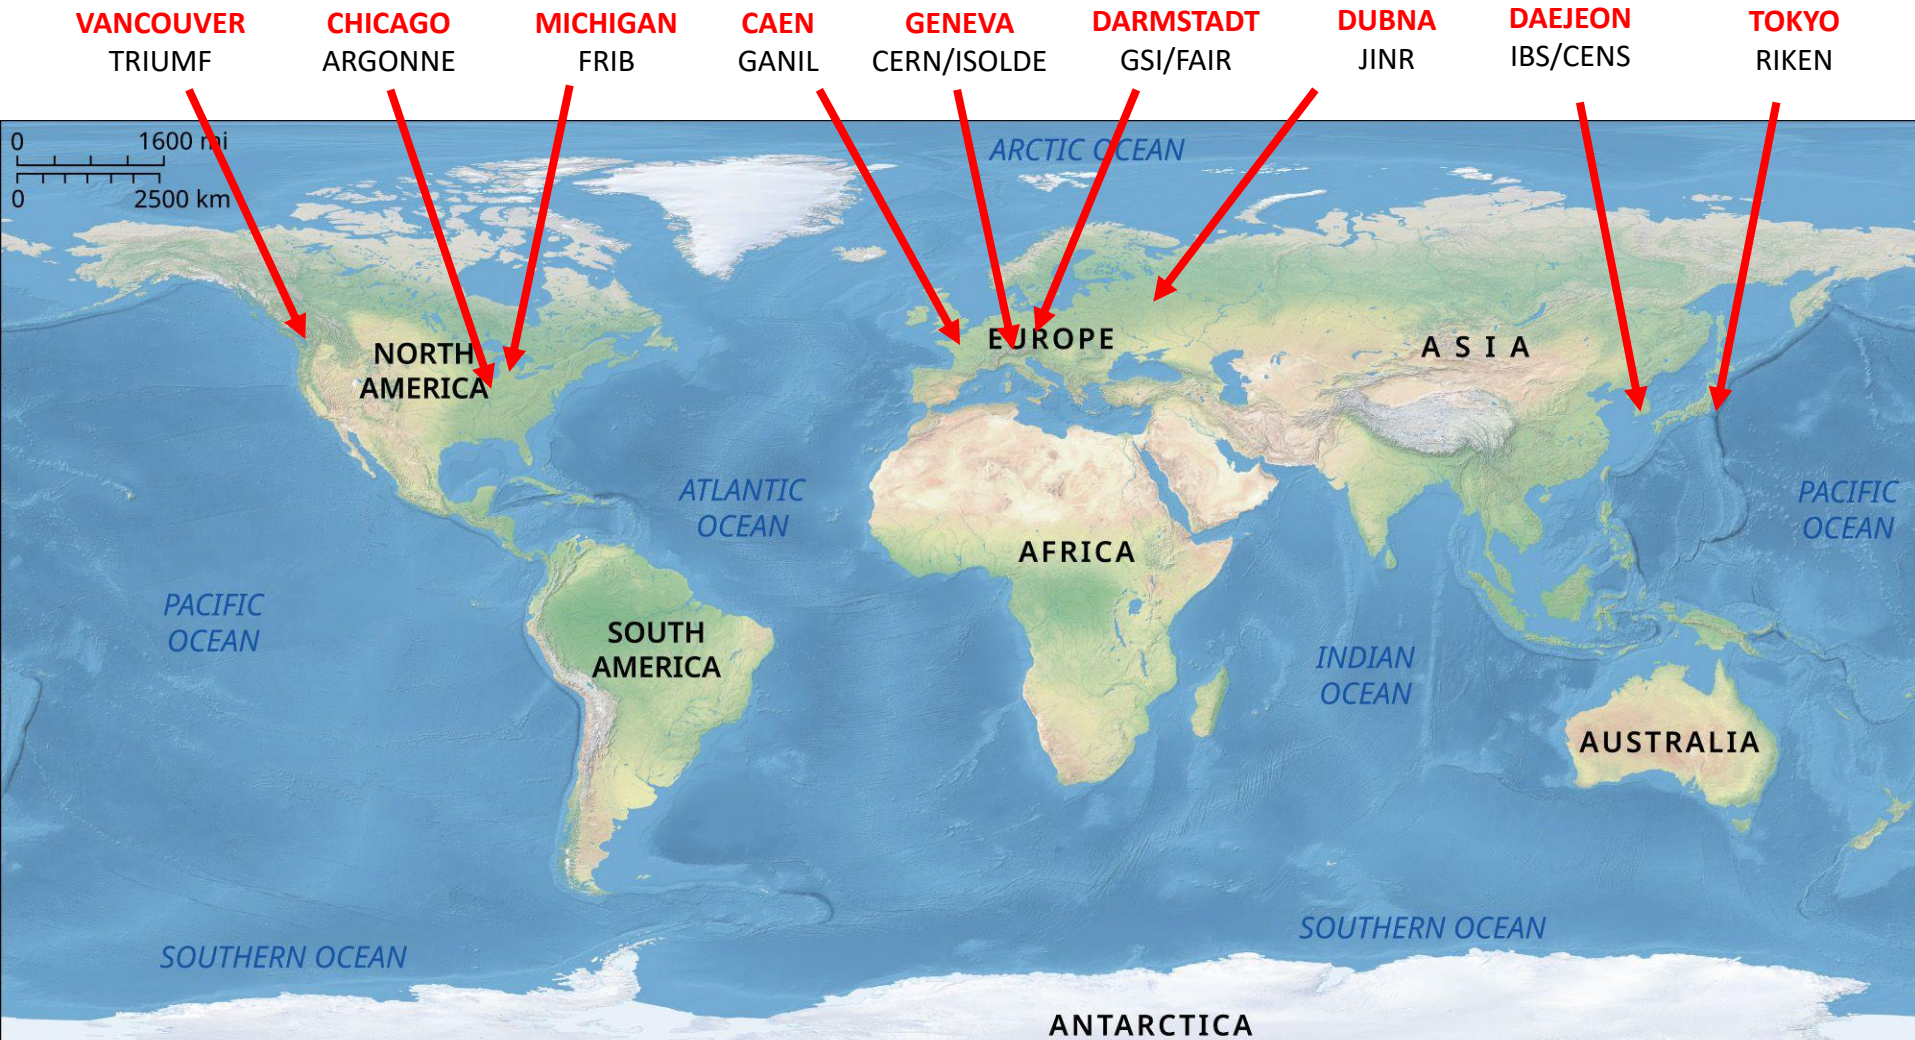 VANCOUVER
TRIUMF
CHICAGO
ARGONNE
MICHIGAN
FRIB
CAEN
GANIL
GENEVA
CERN/ISOLDE
DARMSTADT
GSI/FAIR
DUBNA
JINR
DAEJEON
IBS/CENS
TOKYO
RIKEN
0 1600 mi
0 2500 km
ARCTIC OCEAN
NORTH
AMERICA
EUROPE
ASIA
ATLANTIC
OCEAN
PACIFIC
OCEAN
AFRICA
PACIFIC
OCEAN
SOUTH
AMERICA
INDIAN
OCEAN
AUSTRALIA
SOUTHERN OCEAN
SOUTHERN OCEAN
ANTARCTICA